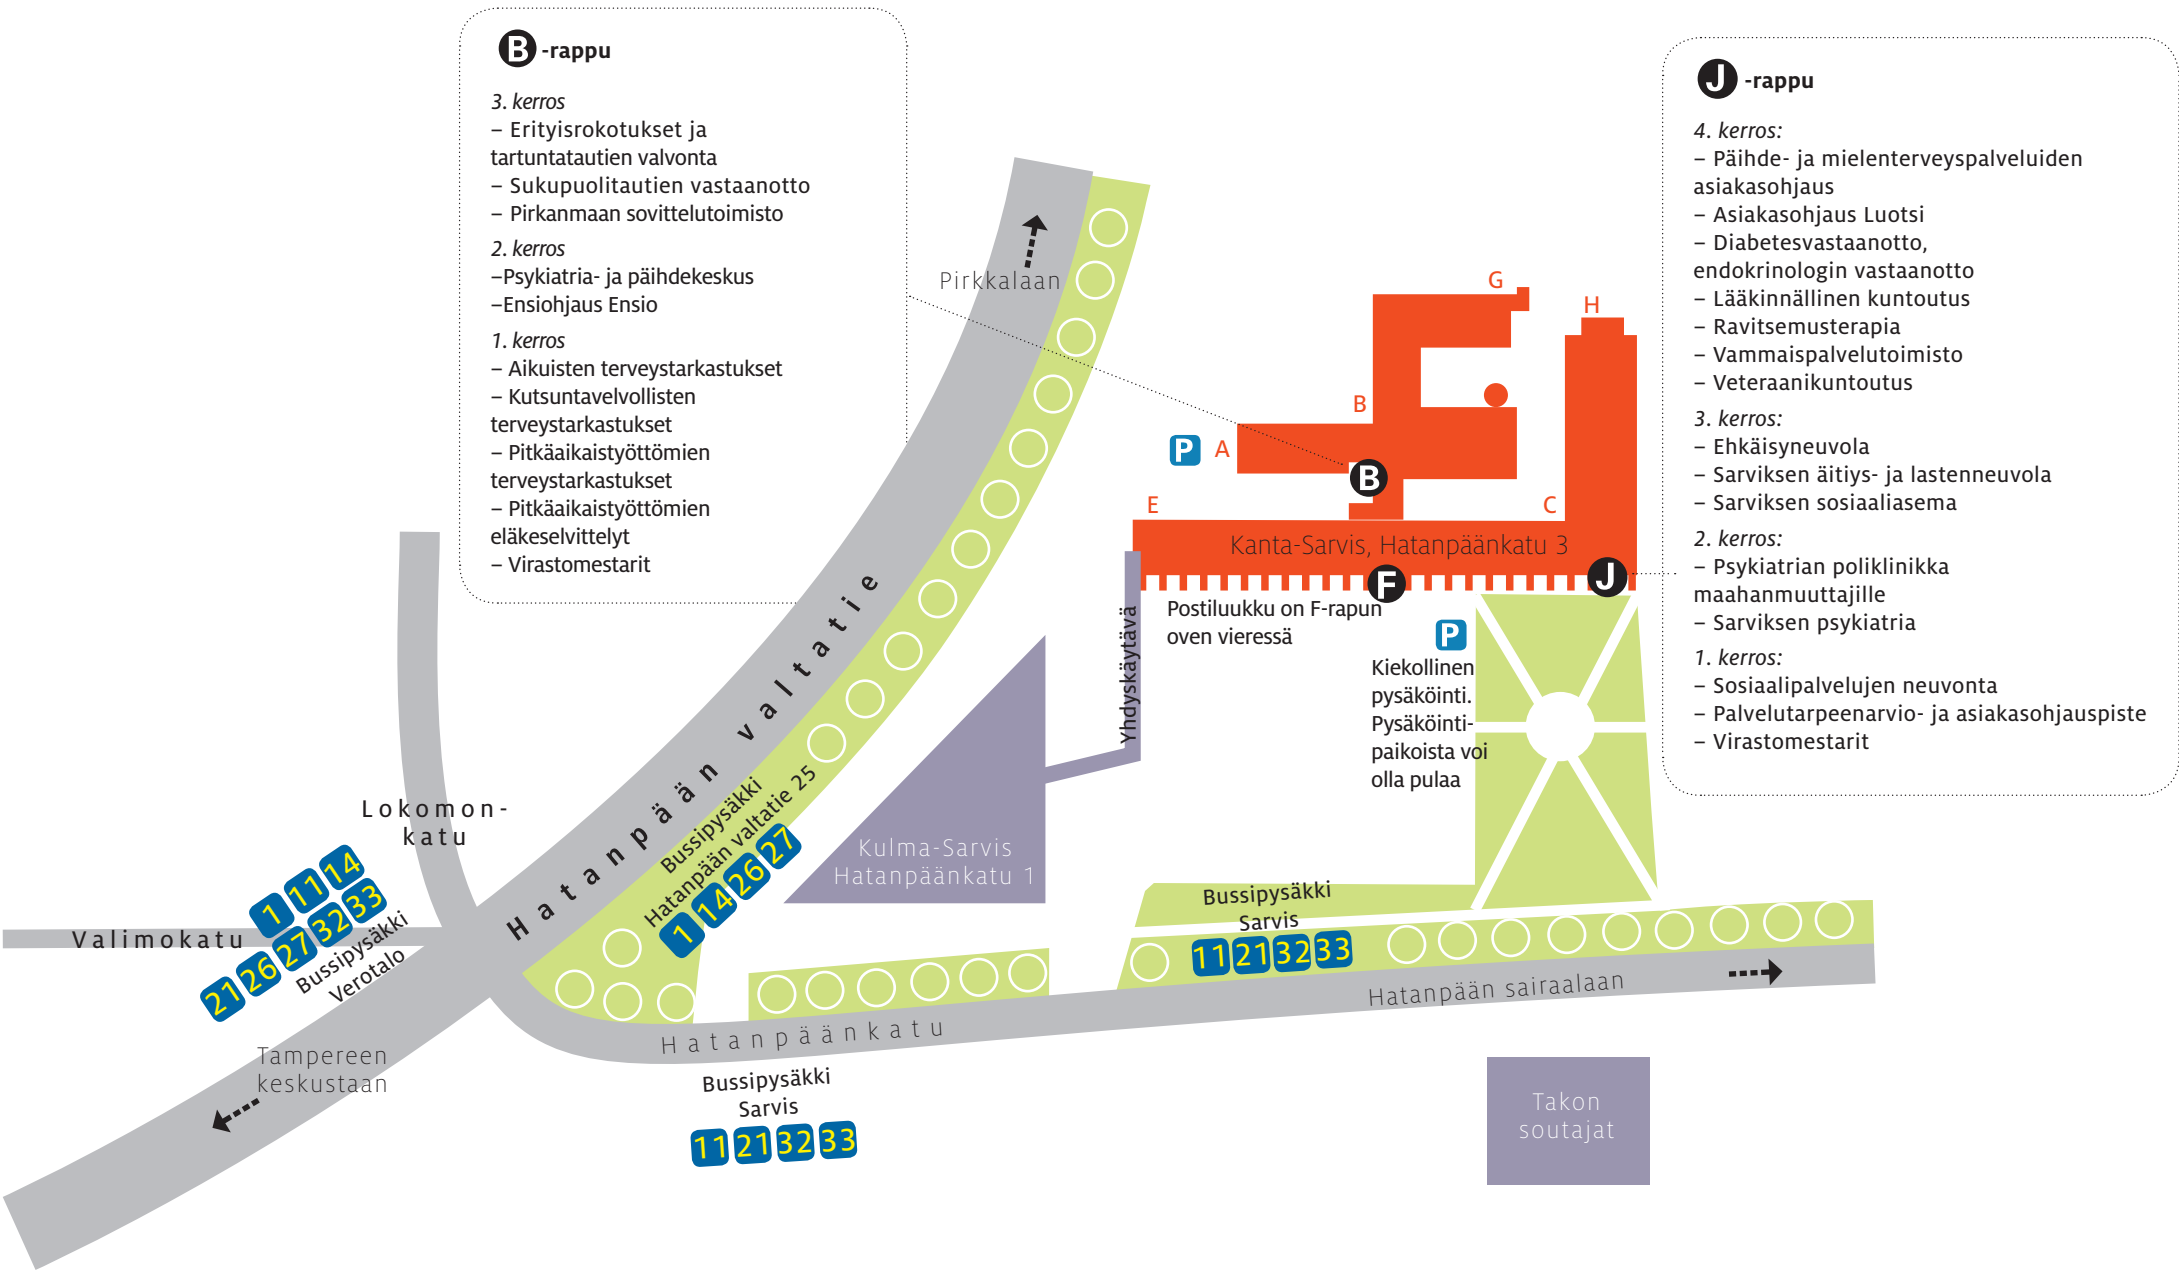 B -rappu
3. kerros
– Erityisrokotukset ja
tartuntatautien valvonta
– Sukupuolitautien vastaanotto
– Pirkanmaan sovittelutoimisto
2. kerros
–Psykiatria- ja päihdekeskus
–Ensiohjaus Ensio
1. kerros
– Aikuisten terveystarkastukset
– Kutsuntavelvollisten
terveystarkastukset
– Pitkäaikaistyöttömien
terveystarkastukset
– Pitkäaikaistyöttömien
eläkeselvittelyt
– Virastomestarit
J -rappu
4. kerros:
– Päihde- ja mielenterveyspalveluiden
asiakasohjaus
– Asiakasohjaus Luotsi
– Diabetesvastaanotto,
endokrinologin vastaanotto
– Lääkinnällinen kuntoutus
– Ravitsemusterapia
– Vammaispalvelutoimisto
– Veteraanikuntoutus
3. kerros:
– Ehkäisyneuvola
– Sarviksen äitiys- ja lastenneuvola
– Sarviksen sosiaaliasema
2. kerros:
– Psykiatrian poliklinikka
maahanmuuttajille
– Sarviksen psykiatria
1. kerros:
– Sosiaalipalvelujen neuvonta
– Palvelutarpeenarvio- ja asiakasohjauspiste
– Virastomestarit
Pirkkalaan
G
H
B
P A
B
E
C
Kanta-Sarvis, Hatanpäänkatu 3
F
J
Postiluukku on F-rapun
oven vieressä
P
Kiekollinen
pysäköinti.
Pysäköinti-
paikoista voi
olla pulaa
Yhdyskäytävä
Hatanpään valtatie
Bussipysäkki
Hatanpään valtatie 25
1 14 26 27
Kulma-Sarvis
Hatanpäänkatu 1
Lokomon-
katu
Valimokatu
1 11 14
21 26 27 32 33
Bussipysäkki
Verotalo
Tampereen
keskustaan
Bussipysäkki
Sarvis
11 21 32 33
Hatanpään sairaalaan
Hatanpäänkatu
Bussipysäkki
Sarvis
11 21 32 33
Takon
soutajat